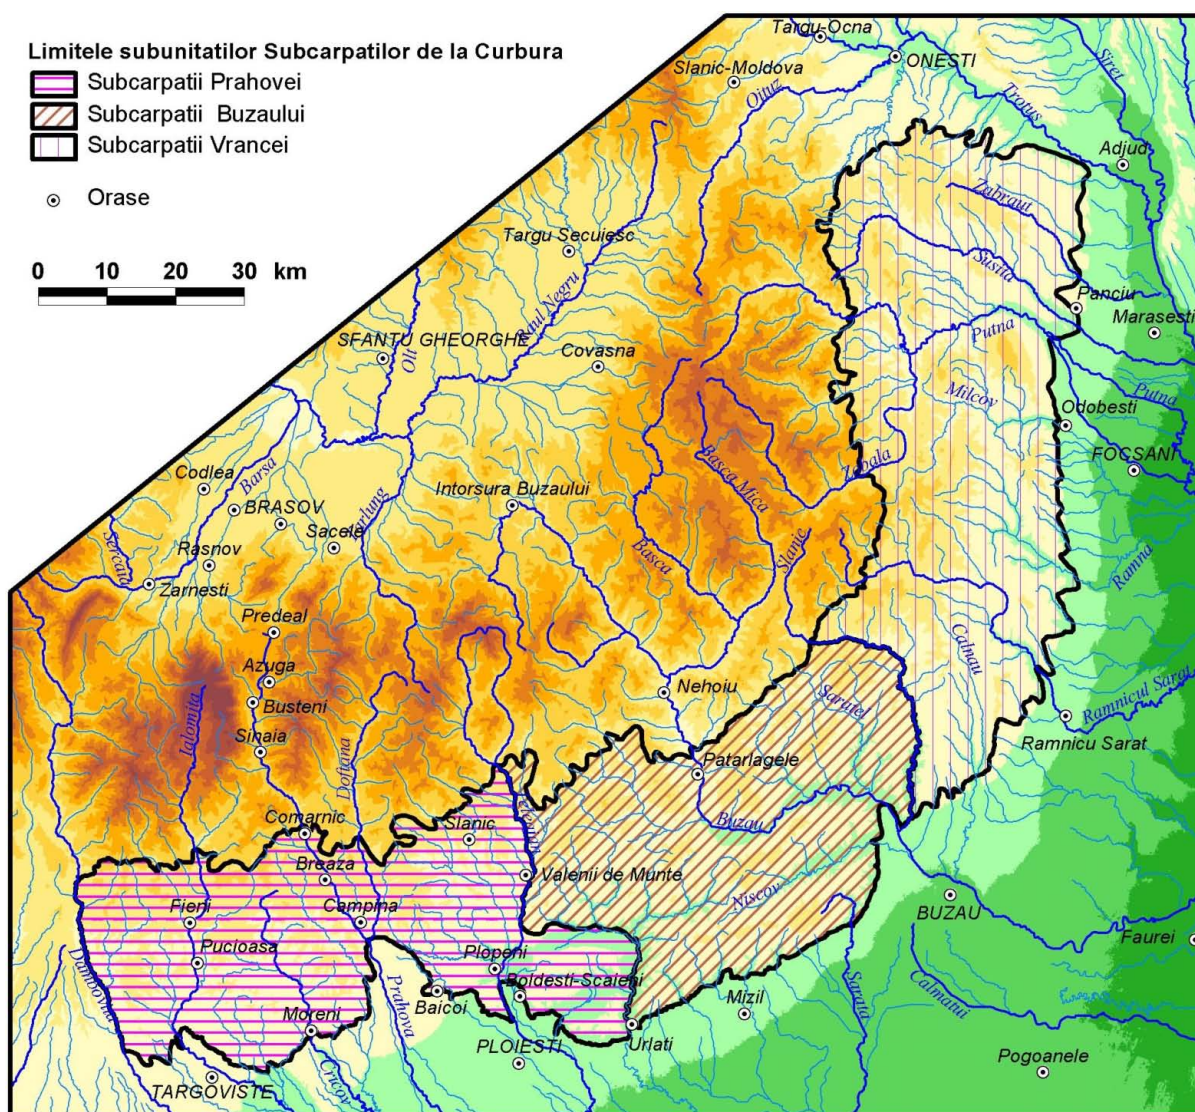 Limitele subunitatilor Subcarpatilor de la Curbura
Subcarpatii Prahovei
Subcarpatii Buzaului
Subcarpatii Vrancei
Orase
0 10 20 30 km
Targu-Ocna
ONESTI
Slanic-Moldova
Oituz
Siret
Trotus
Adjud
Zabraut
Targu Secuiesc
Susita
Raul Negru
Panciu
Marasesti
Putna
SFANTU GHEORGHE
Olt
Covasna
Milcov
Putna
Odobesti
FOCSANI
Zabala
Codlea
Barsa
Basca Mica
Intorsura Buzaului
BRASOV
Sacele
Tarlung
Slanic
Sercaia
Rasnov
Basca
Ramna
Zarnesti
Predeal
Calnau
Azuga
Nehoiu
Saratel
Ramnicul Sarat
Busteni
Ialomita
Sinaia
Doftana
Ramnicu Sarat
Patarlagele
Comarnic
Slanic
Buzau
Breaza
Valenii de Munte
Niscov
BUZAU
Fieni
Campina
Faurei
Pucioasa
Plopeni
Dambovita
Prahova
Boldesti-Scaieni
Sarata
Calmatui
Baicoi
Mizil
Moreni
Urlati
PLOIESTI
Pogoanele
Cricov
TARGOVISTE